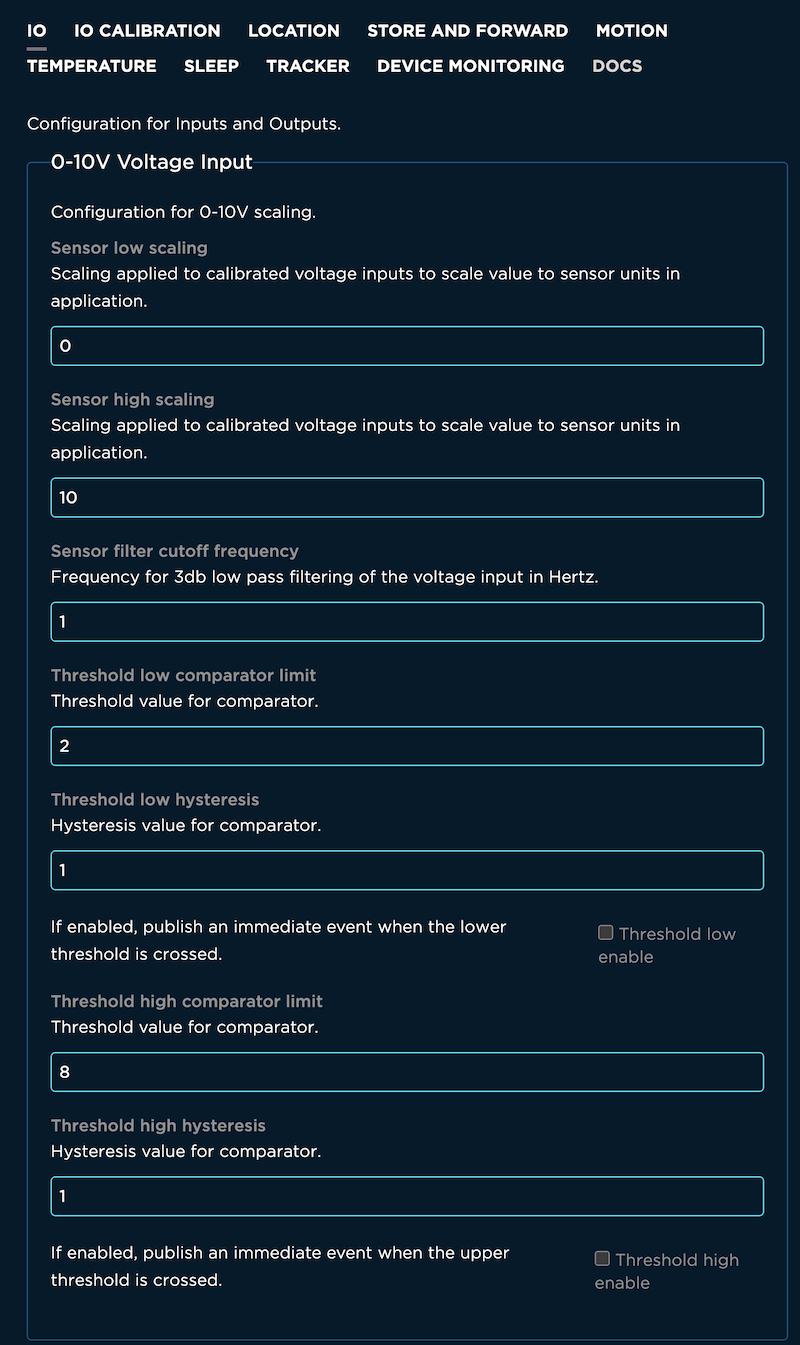 IO IO CALIBRATION LOCATION STORE AND FORWARD MOTION
TEMPERATURE SLEEP TRACKER DEVICE MONITORING DOCS
Configuration for Inputs and Outputs.
0-10V Voltage Input
Configuration for 0-10V scaling.
Sensor low scaling
Scaling applied to calibrated voltage inputs to scale value to sensor units in
application.
0
Sensor high scaling
Scaling applied to calibrated voltage inputs to scale value to sensor units in
application.
10
Sensor filter cutoff frequency
Frequency for 3db low pass filtering of the voltage input in Hertz.
1
Threshold low comparator limit
Threshold value for comparator.
2
Threshold low hysteresis
Hysteresis value for comparator.
1
If enabled, publish an immediate event when the lower
threshold is crossed.
Threshold low
enable
Threshold high comparator limit
Threshold value for comparator.
8
Threshold high hysteresis
Hysteresis value for comparator.
1
If enabled, publish an immediate event when the upper
threshold is crossed.
Threshold high
enable